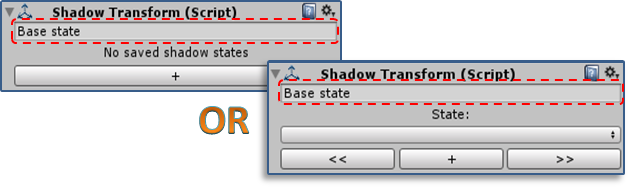 Shadow Transform (Script)
Base state
No saved shadow states
+
OR
Shadow Transform (Script)
Base state
State:
<< + >>